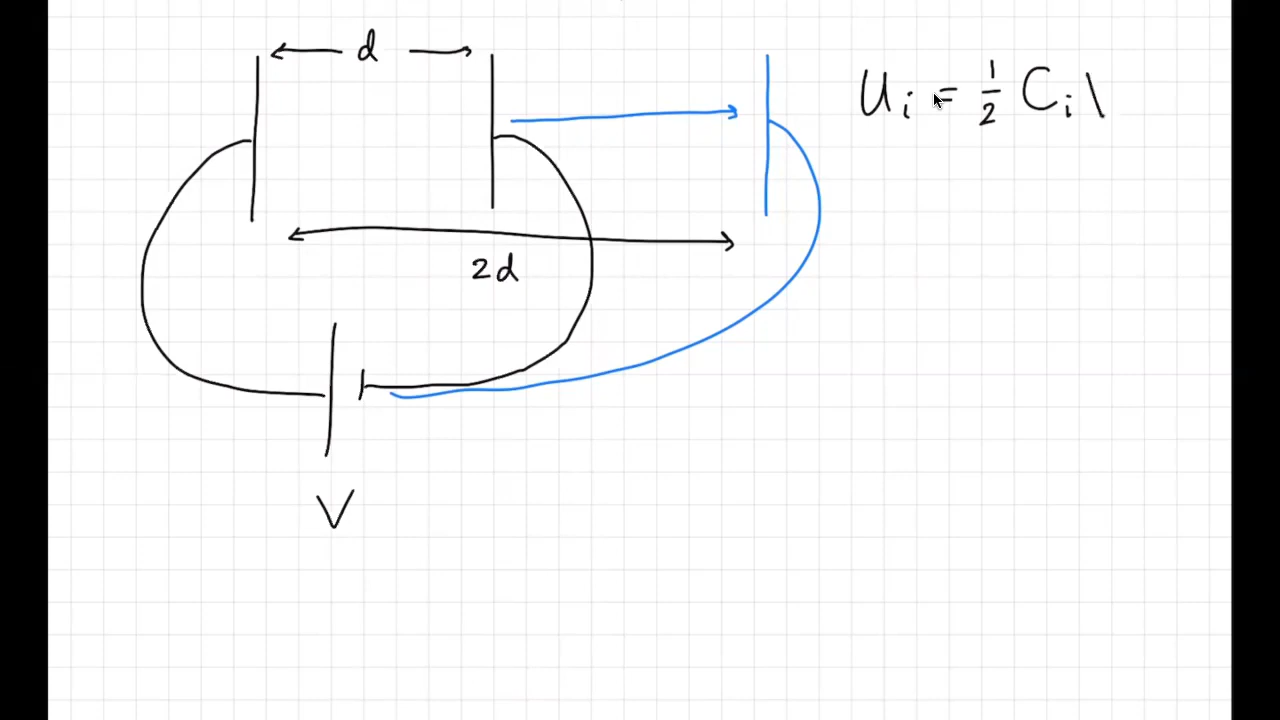 d
U_i = 1/2 C_i \
2d
V